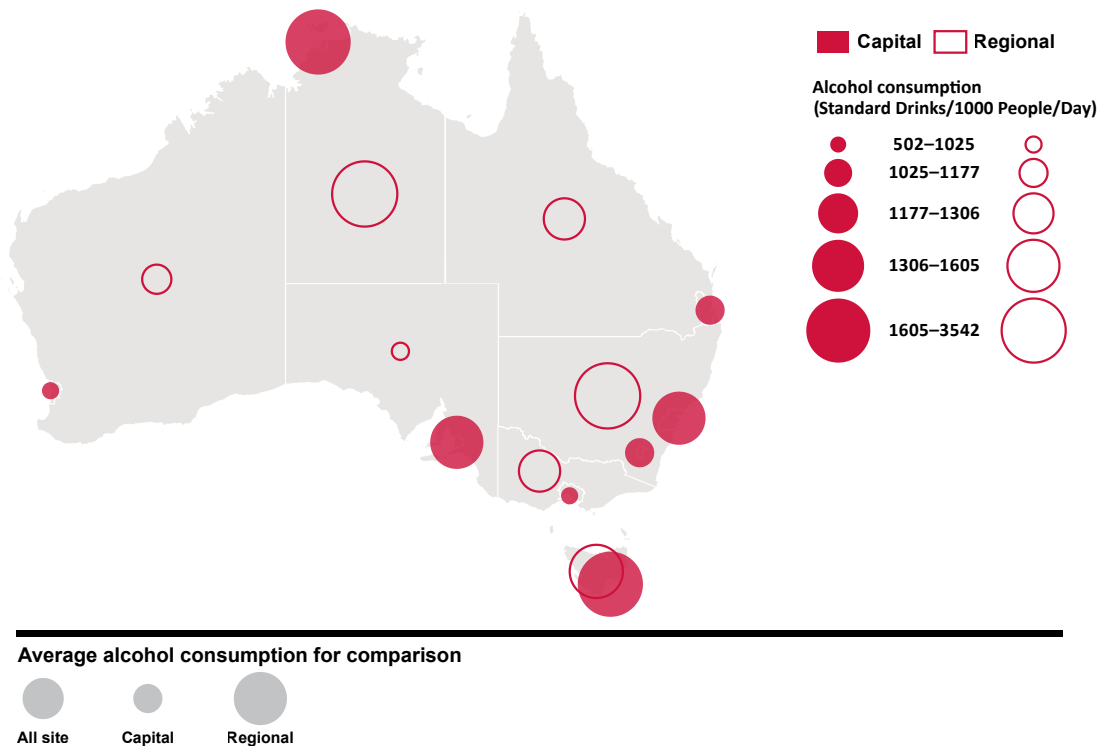 Capital Regional
Alcohol consumption
(Standard Drinks/1000 People/Day)
502–1025
1025–1177
1177–1306
1306–1605
1605–3542
Average alcohol consumption for comparison
All site Capital Regional